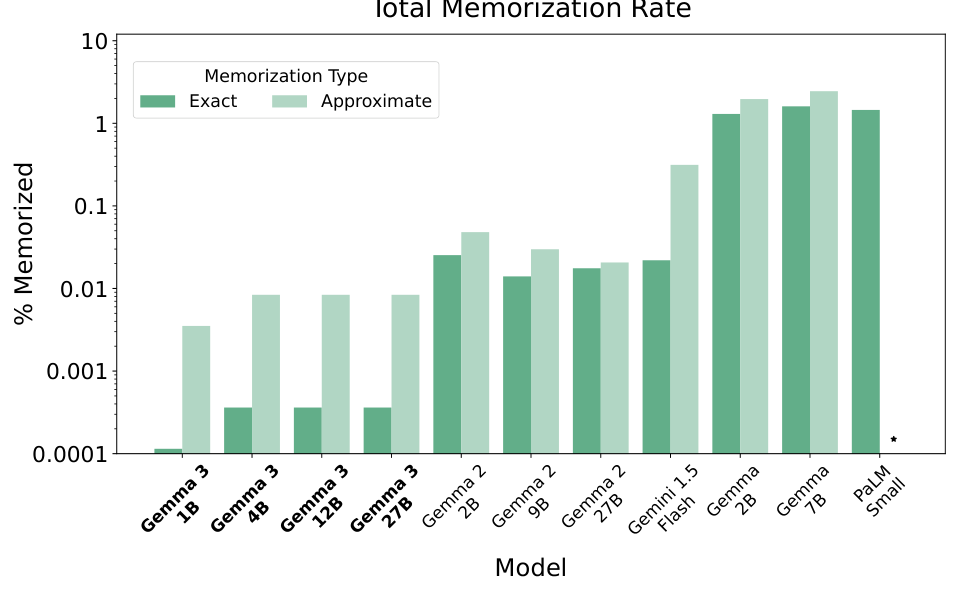 Total Memorization Rate
10
1
0.1
0.01
0.001
0.0001
% Memorized
Memorization Type
Exact
Approximate
Gemma 3
1B
Gemma 3
4B
Gemma 3
12B
Gemma 3
27B
Gemma 2
2B
Gemma 2
9B
Gemma 2
27B
Gemini 1.5
Flash
Gemma
2B
Gemma
7B
PaLM
Small
Model